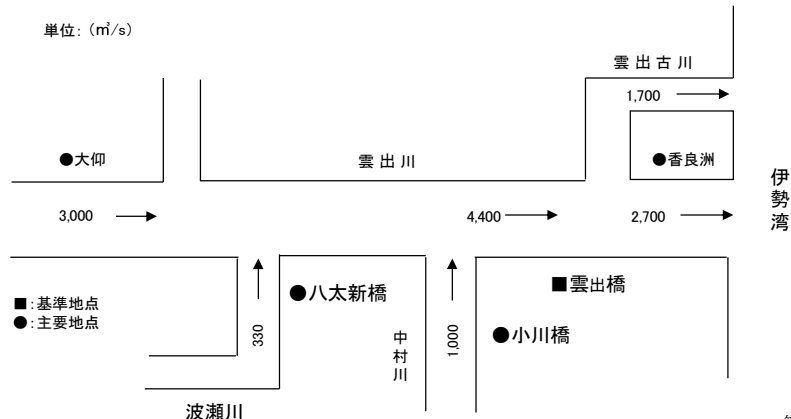 単位:(㎥/s)
雲出古川
1,700
●大仰
雲出川
●香良洲
伊勢湾
3,000
4,400
2,700
■:基準地点
●:主要地点
330
●八太新橋
中村川
1,000
■雲出橋
●小川橋
波瀬川